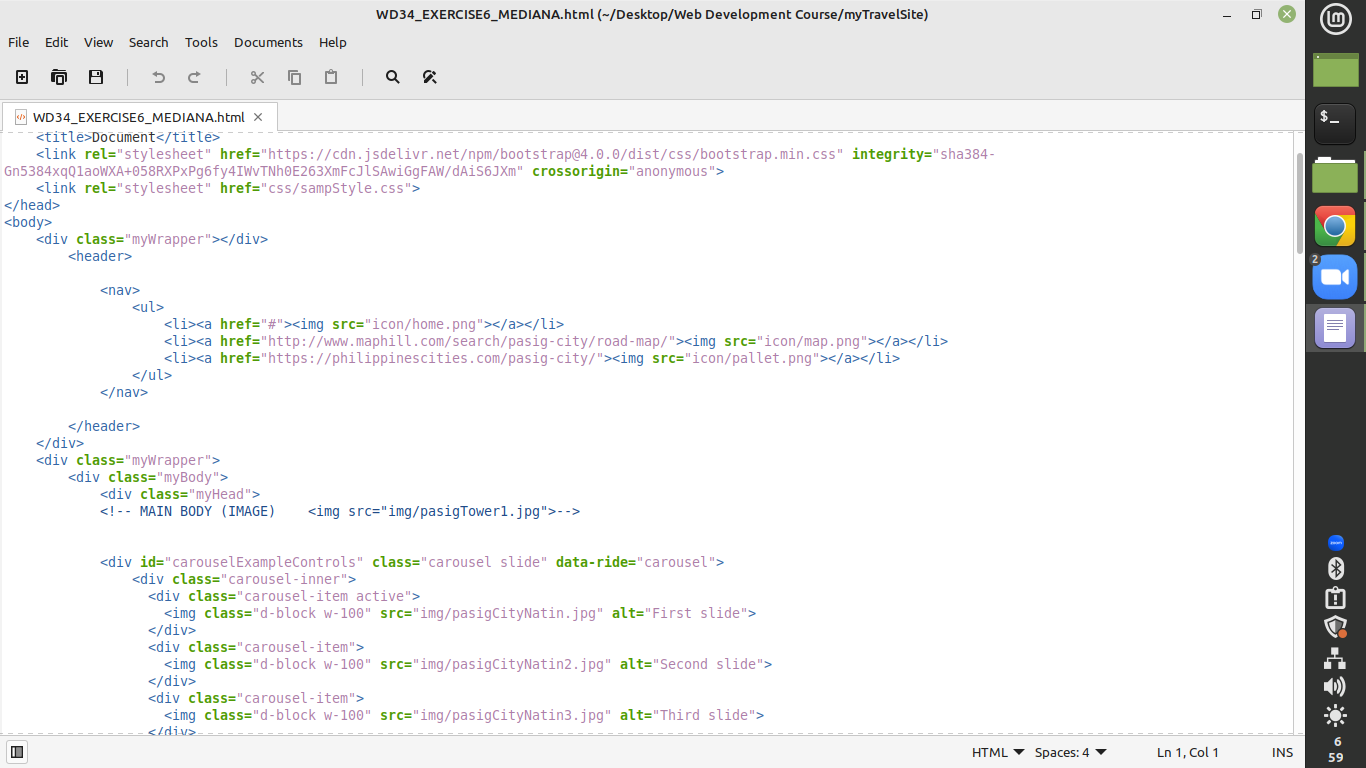 WD34_EXERCISE6_MEDIANA.html (~/Desktop/Web Development Course/myTravelSite)
File Edit View Search Tools Documents Help
WD34_EXERCISE6_MEDIANA.html
<title>Document</title>
<link rel="stylesheet" href="https://cdn.jsdelivr.net/npm/bootstrap@4.0.0/dist/css/bootstrap.min.css" integrity="sha384-
Gn5384xqQ1aoWXA+058RXPxPg6fy4IWvTNh0E263XmFcJlSAwiGgFAW/dAiS6JXm" crossorigin="anonymous">
<link rel="stylesheet" href="css/sampStyle.css">
</head>
<body>
<div class="myWrapper"></div>
<header>
<nav>
<ul>
<li><a href="#"><img src="icon/home.png"></a></li>
<li><a href="http://www.maphill.com/search/pasig-city/road-map/"><img src="icon/map.png"></a></li>
<li><a href="https://philippinescities.com/pasig-city/"><img src="icon/pallet.png"></a></li>
</ul>
</nav>
</header>
</div>
<div class="myWrapper">
<div class="myBody">
<div class="myHead">
<!-- MAIN BODY (IMAGE)    <img src="img/pasigTower1.jpg">-->
<div id="carouselExampleControls" class="carousel slide" data-ride="carousel">
<div class="carousel-inner">
<div class="carousel-item active">
<img class="d-block w-100" src="img/pasigCityNatin.jpg" alt="First slide">
</div>
<div class="carousel-item">
<img class="d-block w-100" src="img/pasigCityNatin2.jpg" alt="Second slide">
</div>
<div class="carousel-item">
<img class="d-block w-100" src="img/pasigCityNatin3.jpg" alt="Third slide">
</div>
HTML Spaces: 4 Ln 1, Col 1 INS
$_
2
6
59